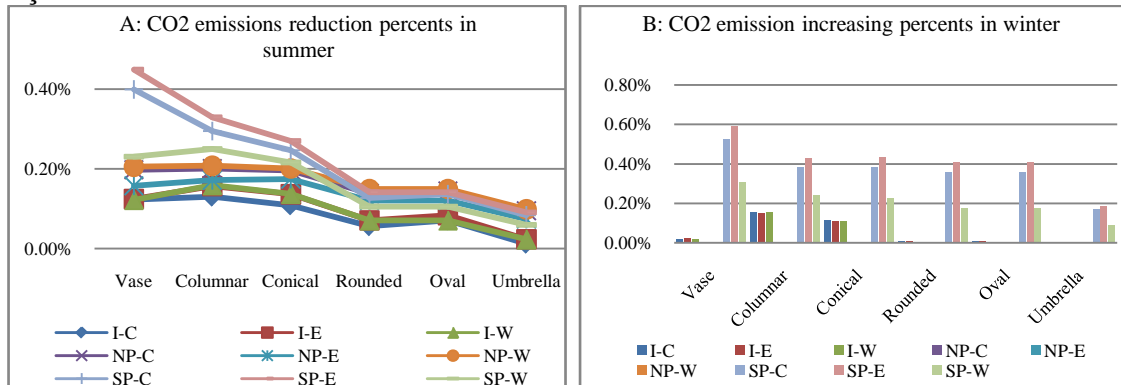 A: CO2 emissions reduction percents in
summer
0.40%
0.20%
0.00%
Vase Columnar Conical Rounded Oval Umbrella
I-C I-E I-W
NP-C NP-E NP-W
SP-C SP-E SP-W
B: CO2 emission increasing percents in winter
0.80%
0.60%
0.40%
0.20%
0.00%
Vase Columnar Conical Rounded Oval Umbrella
I-C I-E I-W NP-C NP-E
NP-W SP-C SP-E SP-W